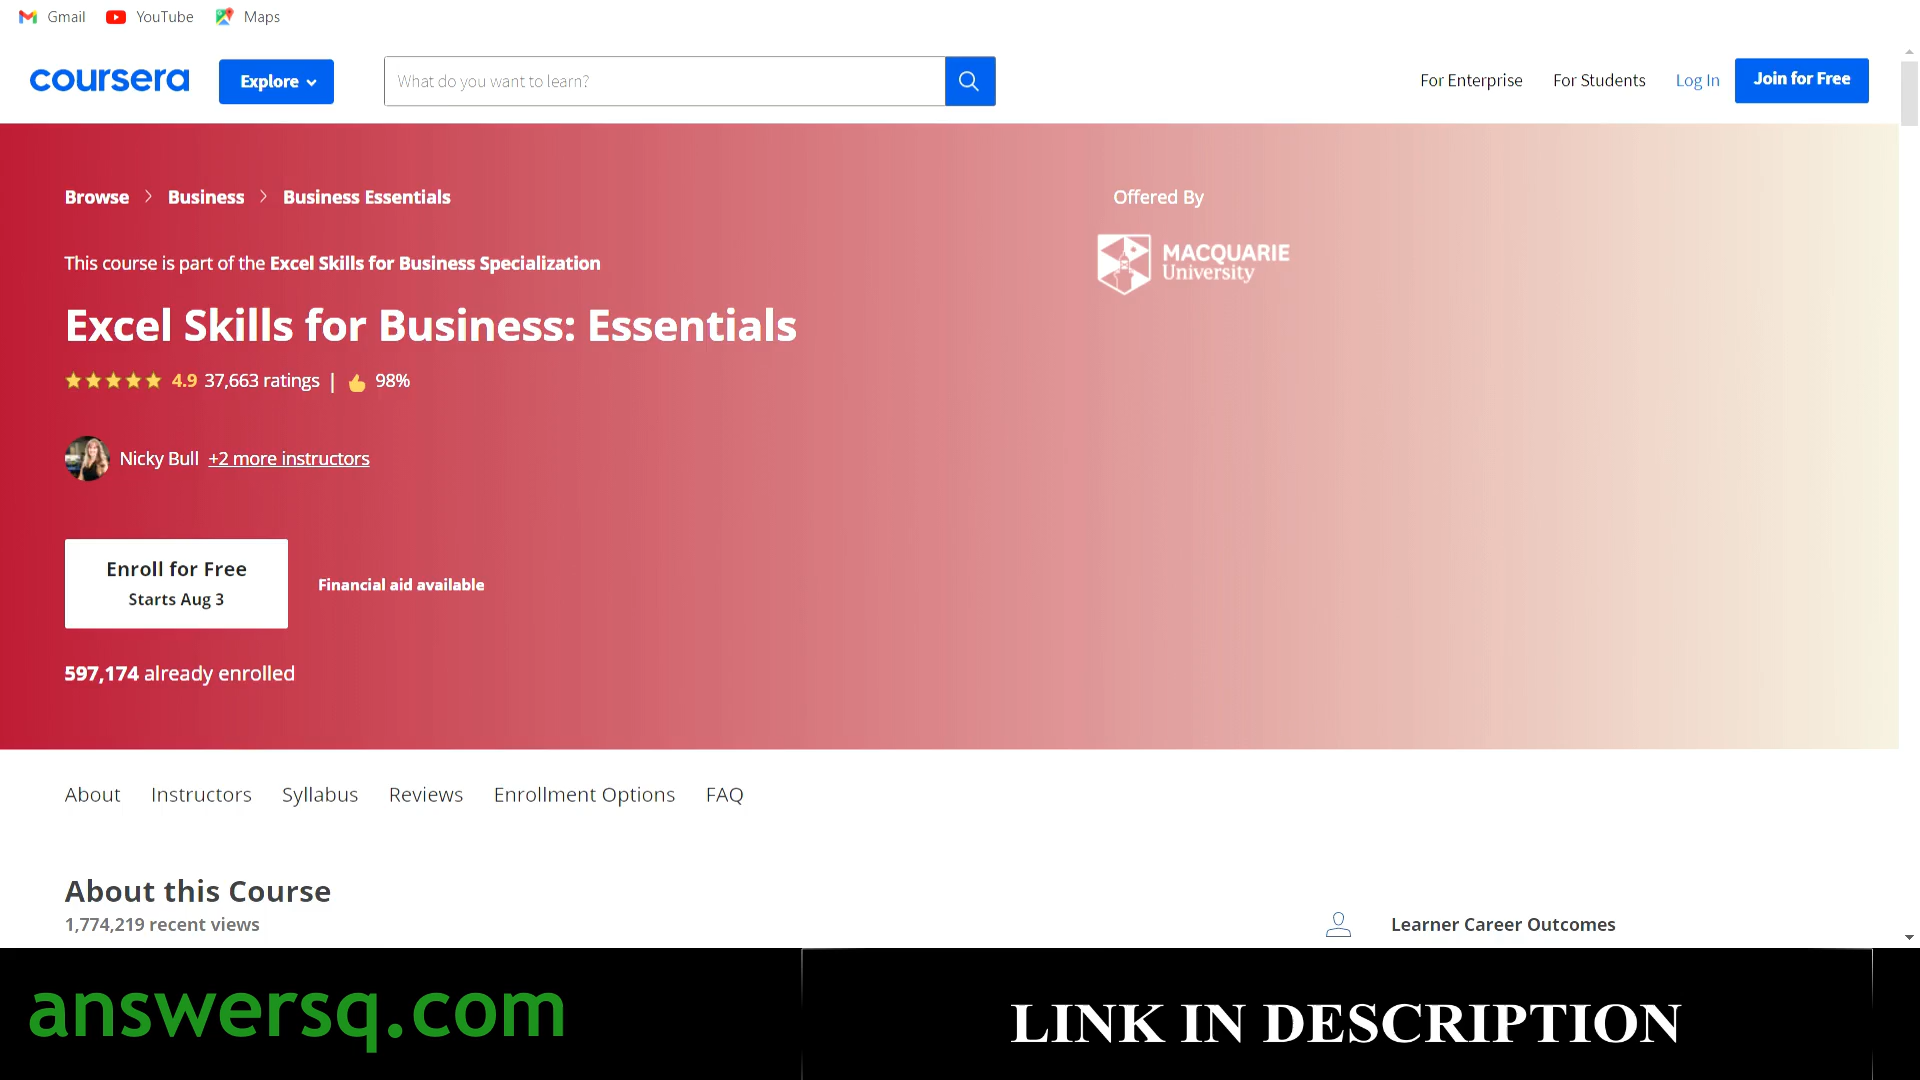 Gmail YouTube Maps
coursera Explore What do you want to learn? For Enterprise For Students Log In Join for Free
Browse Business Business Essentials
Offered By
MACQUARIE
University
This course is part of the Excel Skills for Business Specialization
Excel Skills for Business: Essentials
4.9 37,663 ratings | 98%
Nicky Bull +2 more instructors
Enroll for Free
Starts Aug 3
Financial aid available
597,174 already enrolled
About Instructors Syllabus Reviews Enrollment Options FAQ
About this Course
1,774,219 recent views
Learner Career Outcomes
answersq.com
LINK IN DESCRIPTION